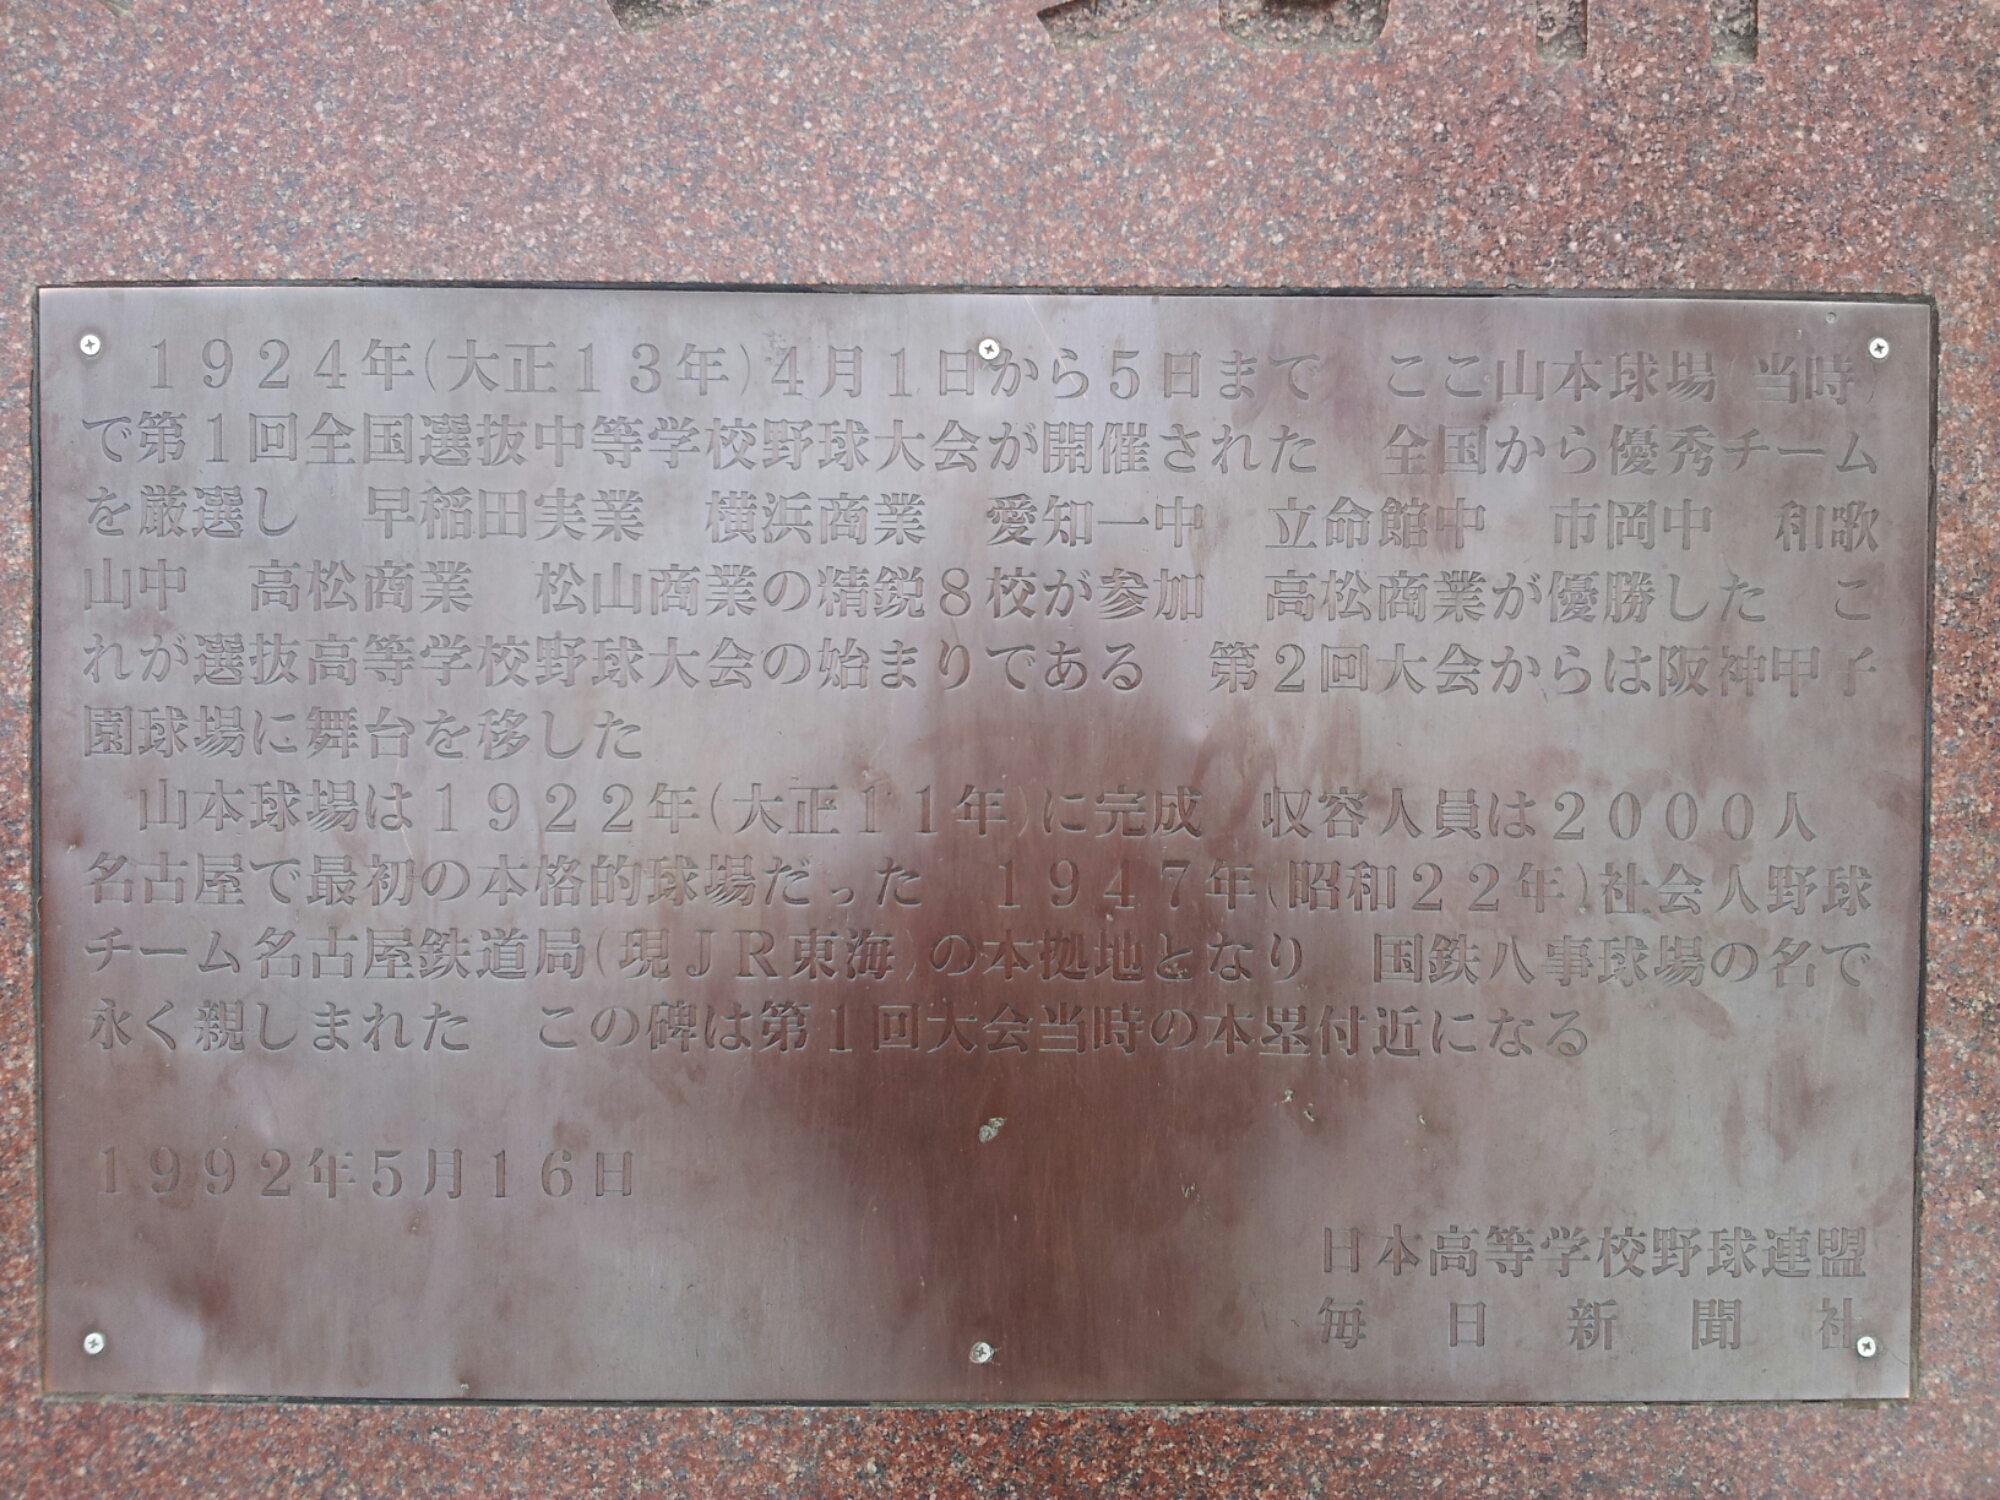 １９２４年(大正１３年)４月１日から５日まで　ここ山本球場(当時)
で第１回全国選抜中等学校野球大会が開催された　全国から優秀チーム
を厳選し　早稲田実業　横浜商業　愛知一中　立命館中　市岡中　和歌
山中　高松商業　松山商業の精鋭８校が参加　高松商業が優勝した　こ
れが選抜高等学校野球大会の始まりである　第２回大会からは阪神甲子
園球場に舞台を移した
　山本球場は１９２２年(大正１１年)に完成　収容人員は２０００人
名古屋で最初の本格的球場だった　１９４７年(昭和２２年)社会人野球
チーム名古屋鉄道局(現ＪＲ東海)の本拠地となり　国鉄八事球場の名で
永く親しまれた　この碑は第１回大会当時の本塁付近になる
１９９２年５月１６日
日本高等学校野球連盟
毎　日　新　聞　社